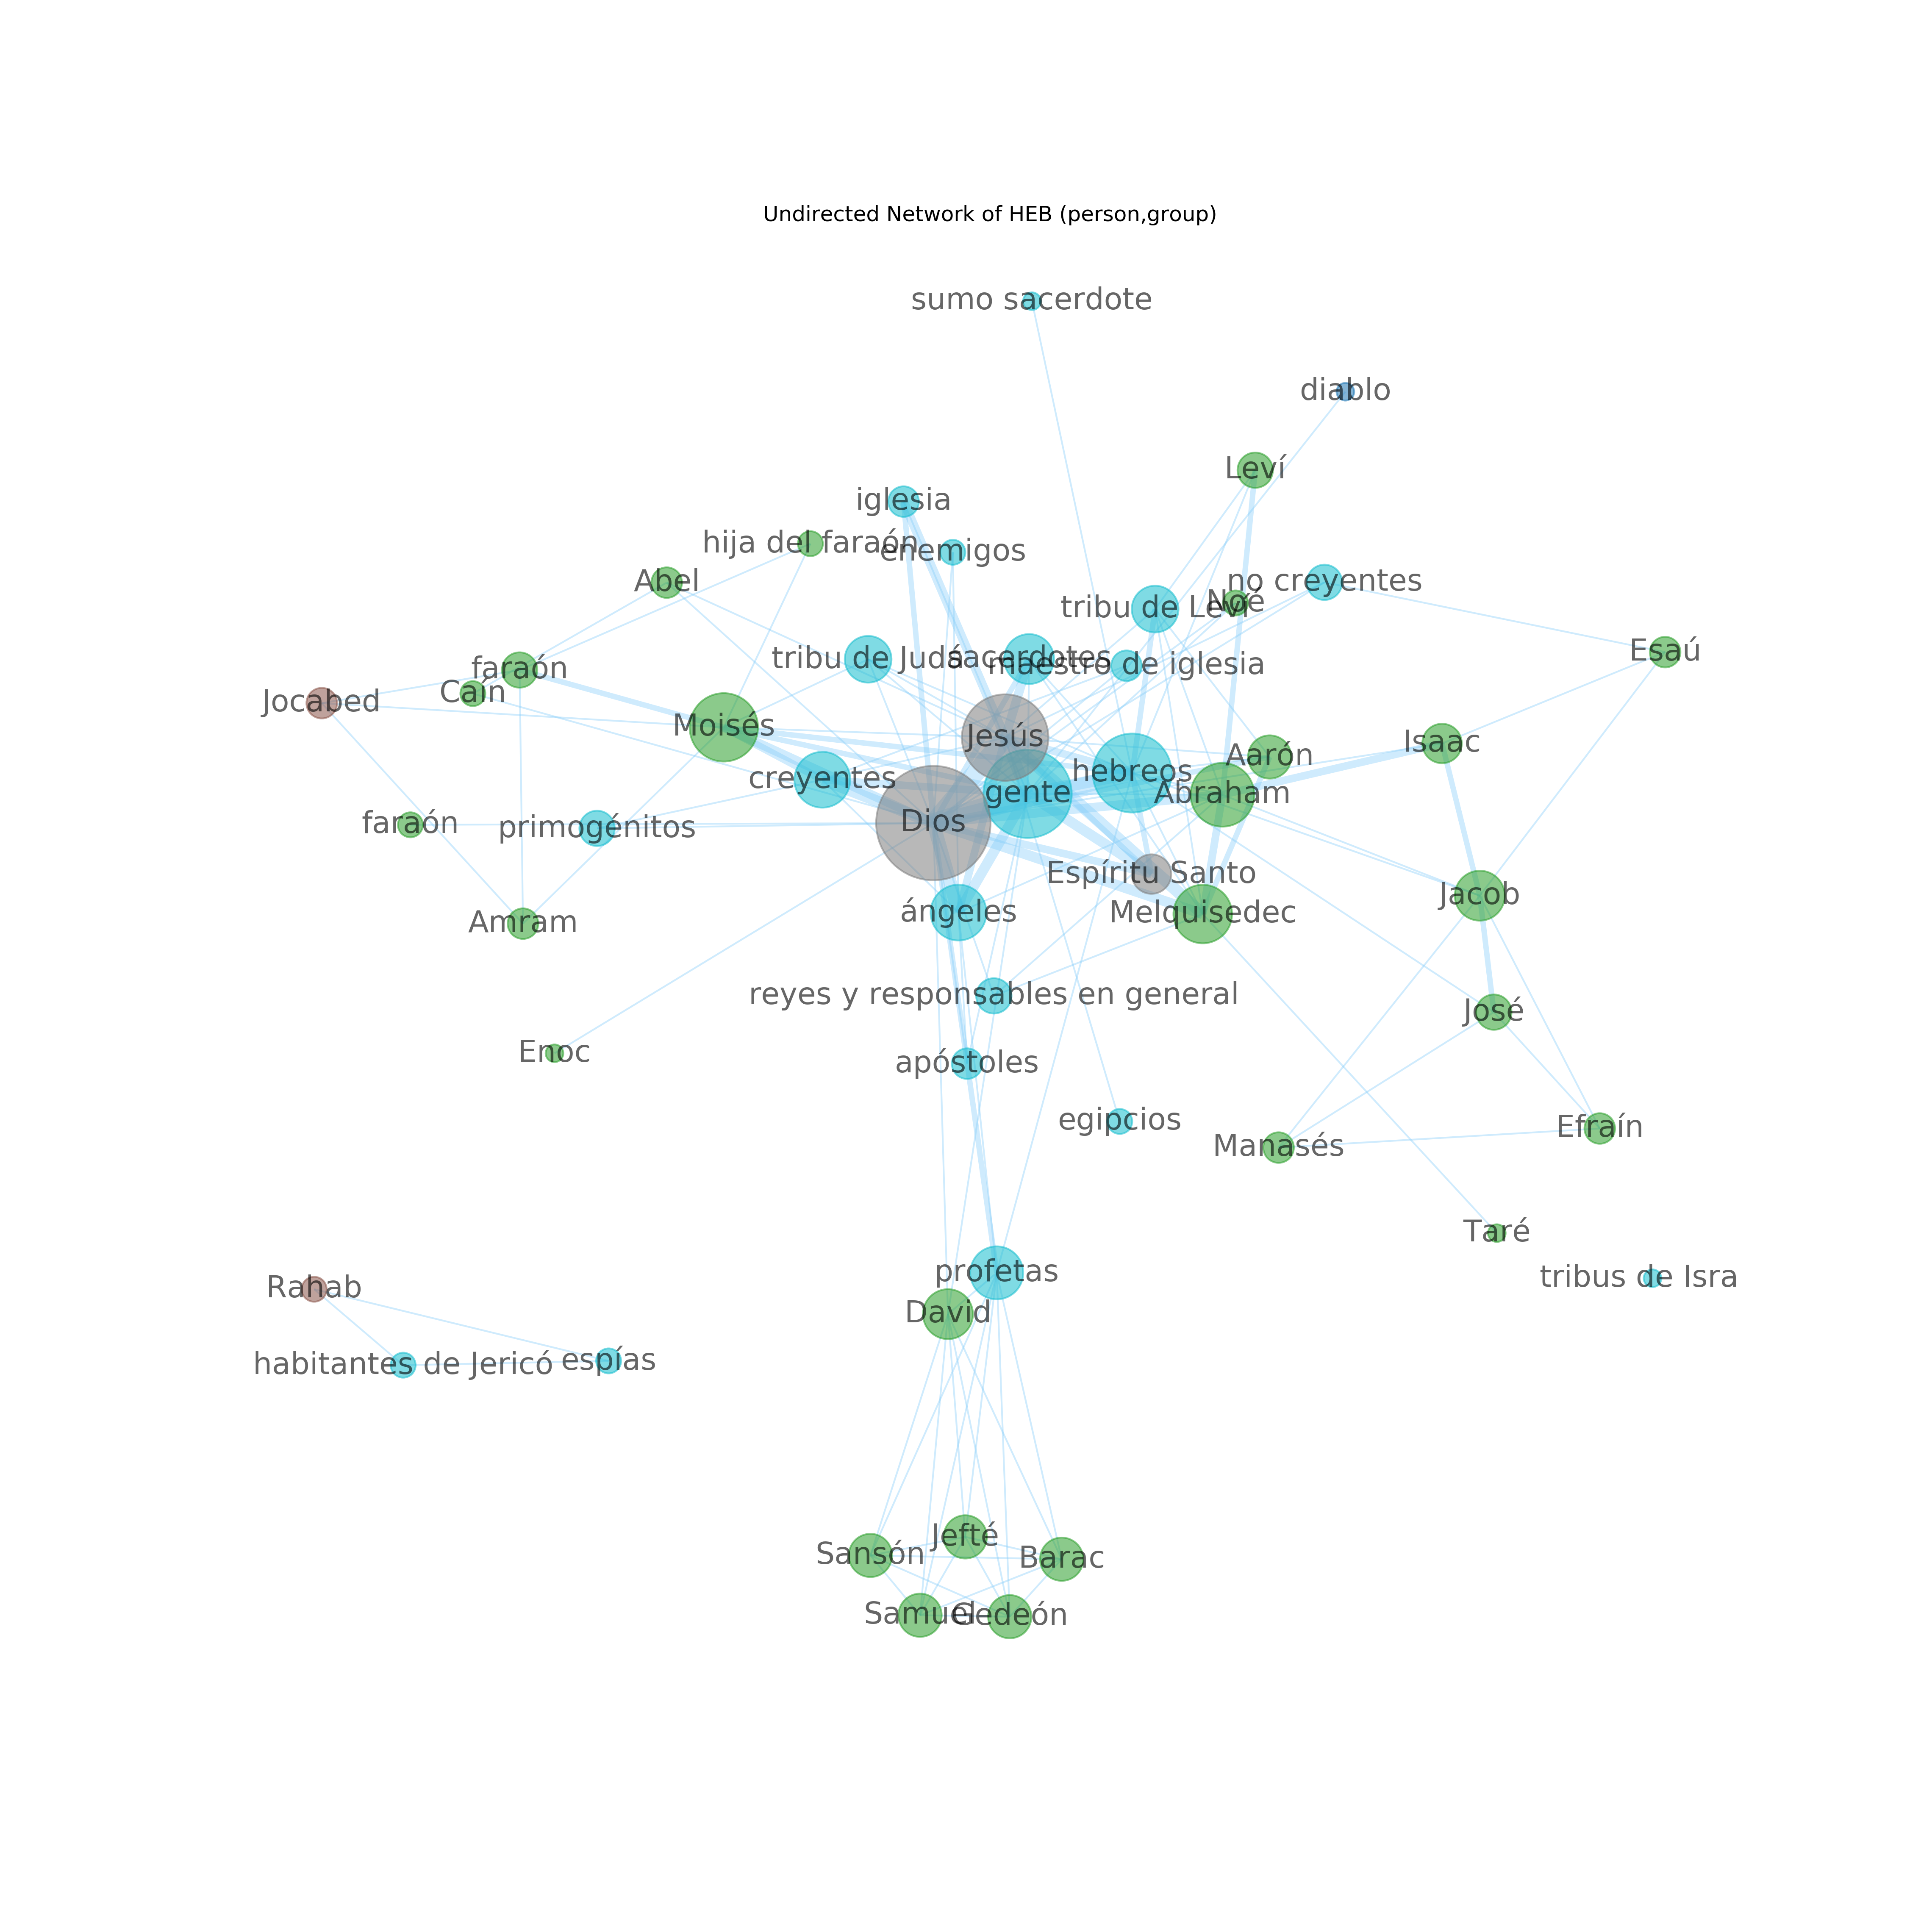 Undirected Network of HEB (person,group)
sumo sacerdote
diablo
Leví
iglesia
hija del faraón
enemigos
Abel
no creyentes
Noé
tribu de Leví
Esaú
tribu de Judá
sacerdotes
maestro de iglesia
faraón
Caín
Jocabed
Moisés
Jesús
Isaac
Aarón
hebreos
creyentes
gente
Abraham
Dios
faraón
primogénitos
Espíritu Santo
Jacob
ángeles
Melquisedec
Amram
reyes y responsables en general
José
Enoc
apóstoles
egipcios
Efraín
Manasés
Taré
profetas
tribus de Isra
Rahab
David
habitantes de Jericó
espías
Jefté
Sansón
Barac
Samuel
Gedeón